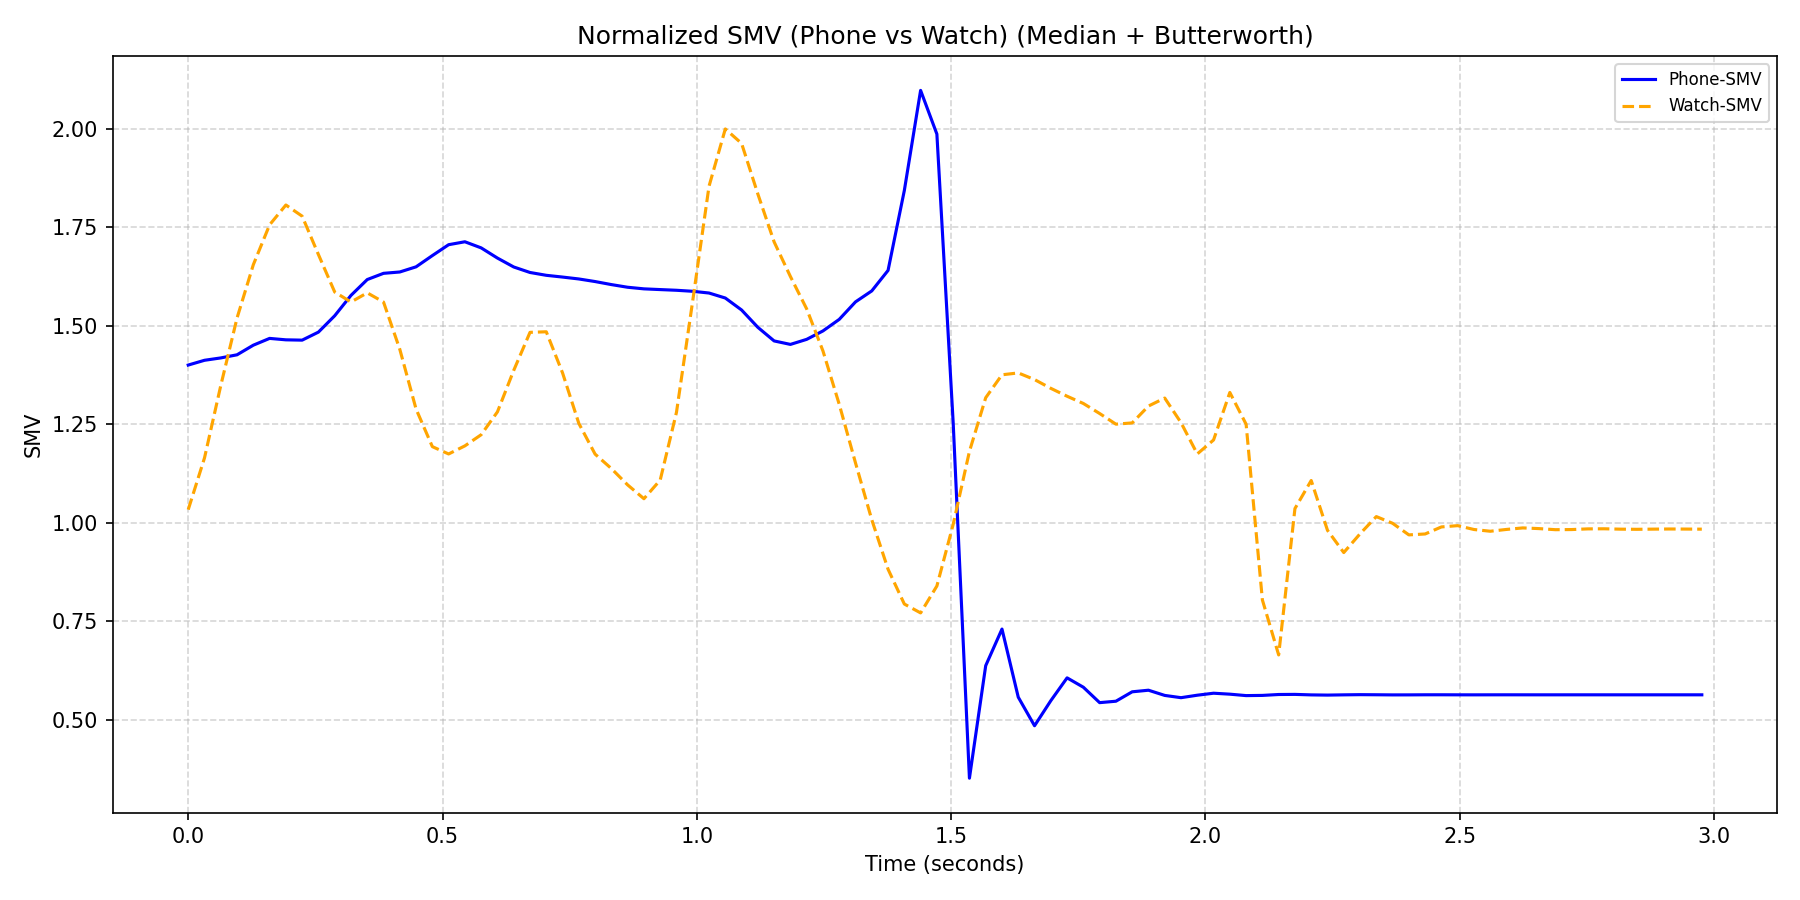 Normalized SMV (Phone vs Watch) (Median + Butterworth)
Phone-SMV
Watch-SMV
SMV
2.00
1.75
1.50
1.25
1.00
0.75
0.50
0.0 0.5 1.0 1.5 2.0 2.5 3.0
Time (seconds)